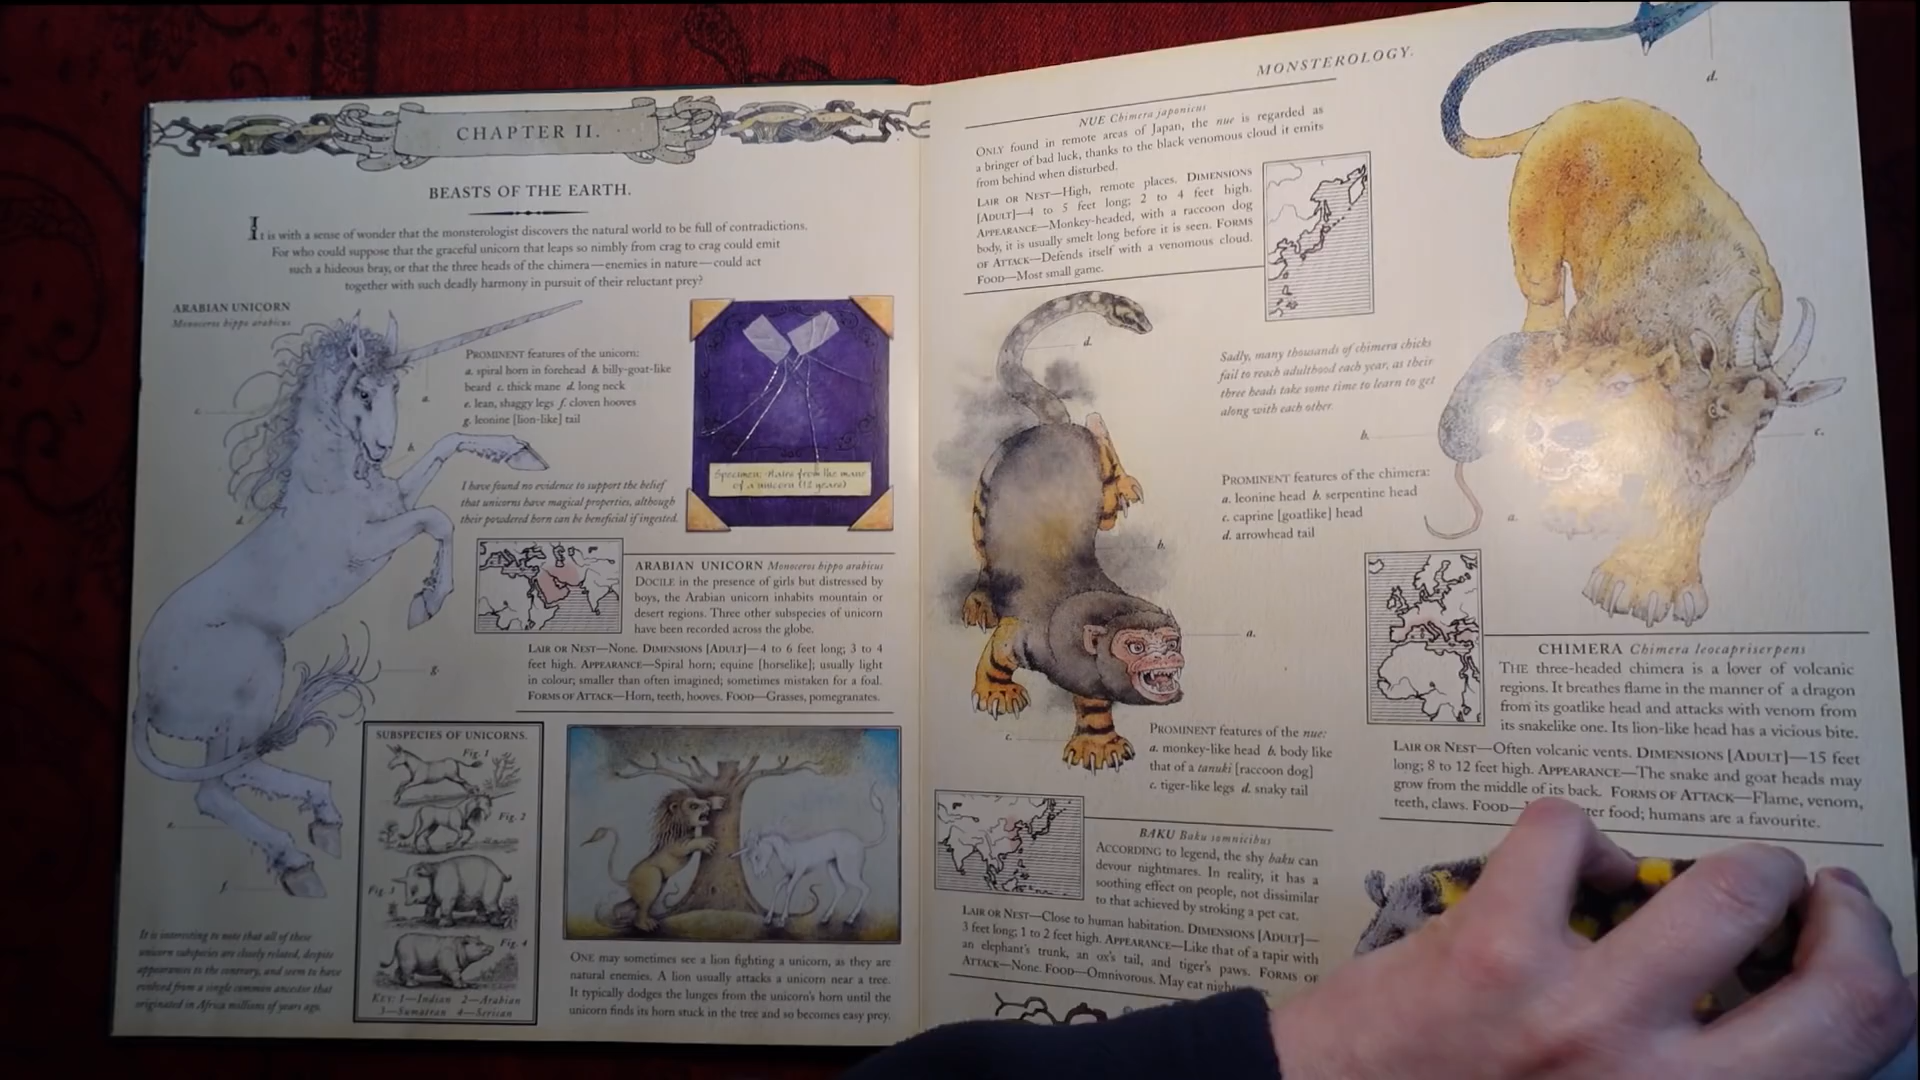 CHAPTER II.
BEASTS OF THE EARTH.
It is with a sense of wonder that the monsterologist discovers the natural world to be full of contradictions.
For who could suppose that the graceful unicorn that leaps so nimbly from crag to crag could emit
such a hideous bray, or that the three heads of the chimera—enemies in nature—could act
together with such deadly harmony in pursuit of their reluctant prey?
ARABIAN UNICORN
Monoceros hippo arabicus
PROMINENT features of the unicorn:
a. spiral horn in forehead b. billy-goat-like
beard c. thick mane d. long neck
e. lean, shaggy legs f. cloven hooves
g. leonine [lion-like] tail
c.
a.
b.
d.
g.
e.
f.
I have found no evidence to support the belief
that unicorns have magical properties, although
their powdered horn can be beneficial if ingested.
Specimen: Hairs from the mane
of a unicorn (12 years)
ARABIAN UNICORN Monoceros hippo arabicus
DOCILE in the presence of girls but distressed by
boys, the Arabian unicorn inhabits mountain or
desert regions. Three other subspecies of unicorn
have been recorded across the globe.
LAIR OR NEST—None. DIMENSIONS [ADULT]—4 to 6 feet long; 3 to 4
feet high. APPEARANCE—Spiral horn; equine [horselike]; usually light
in colour; smaller than often imagined; sometimes mistaken for a foal.
FORMS OF ATTACK—Horn, teeth, hooves. FOOD—Grasses, pomegranates.
SUBSPECIES OF UNICORNS.
Fig. 1
Fig. 2
Fig. 3
Fig. 4
KEY: 1—Indian 2—Arabian
3—Sumatran 4—Serican
It is interesting to note that all of these
unicorn subspecies are closely related, despite
appearances to the contrary, and seem to have
evolved from a single common ancestor that
originated in Africa millions of years ago.
ONE may sometimes see a lion fighting a unicorn, as they are
natural enemies. A lion usually attacks a unicorn near a tree.
It typically dodges the lunges from the unicorn's horn until the
unicorn finds its horn stuck in the tree and so becomes easy prey.
MONSTEROLOGY.
NUE Chimera japonicus
ONLY found in remote areas of Japan, the nue is regarded as
a bringer of bad luck, thanks to the black venomous cloud it emits
from behind when disturbed.
LAIR OR NEST—High, remote places. DIMENSIONS
[ADULT]—4 to 5 feet long; 2 to 4 feet high.
APPEARANCE—Monkey-headed, with a raccoon dog
body, it is usually smelt long before it is seen. FORMS
OF ATTACK—Defends itself with a venomous cloud.
FOOD—Most small game.
d.
b.
a.
c.
PROMINENT features of the nue:
a. monkey-like head b. body like
that of a tanuki [raccoon dog]
c. tiger-like legs d. snaky tail
Sadly, many thousands of chimera chicks
fail to reach adulthood each year, as their
three heads take some time to learn to get
along with each other.
d.
b.
c.
a.
PROMINENT features of the chimera:
a. leonine head b. serpentine head
c. caprine [goatlike] head
d. arrowhead tail
CHIMERA Chimera leocapriserpens
THE three-headed chimera is a lover of volcanic
regions. It breathes flame in the manner of a dragon
from its goatlike head and attacks with venom from
its snakelike one. Its lion-like head has a vicious bite.
LAIR OR NEST—Often volcanic vents. DIMENSIONS [ADULT]—15 feet
long; 8 to 12 feet high. APPEARANCE—The snake and goat heads may
grow from the middle of its back. FORMS OF ATTACK—Flame, venom,
teeth, claws. FOOD— food; humans are a favourite.
BAKU Baku somnicibus
ACCORDING to legend, the shy baku can
devour nightmares. In reality, it has a
soothing effect on people, not dissimilar
to that achieved by stroking a pet cat.
LAIR OR NEST—Close to human habitation. DIMENSIONS [ADULT]—
3 feet long; 1 to 2 feet high. APPEARANCE—Like that of a tapir with
an elephant's trunk, an ox's tail, and tiger's paws. FORMS OF
ATTACK—None. FOOD—Omnivorous. May eat